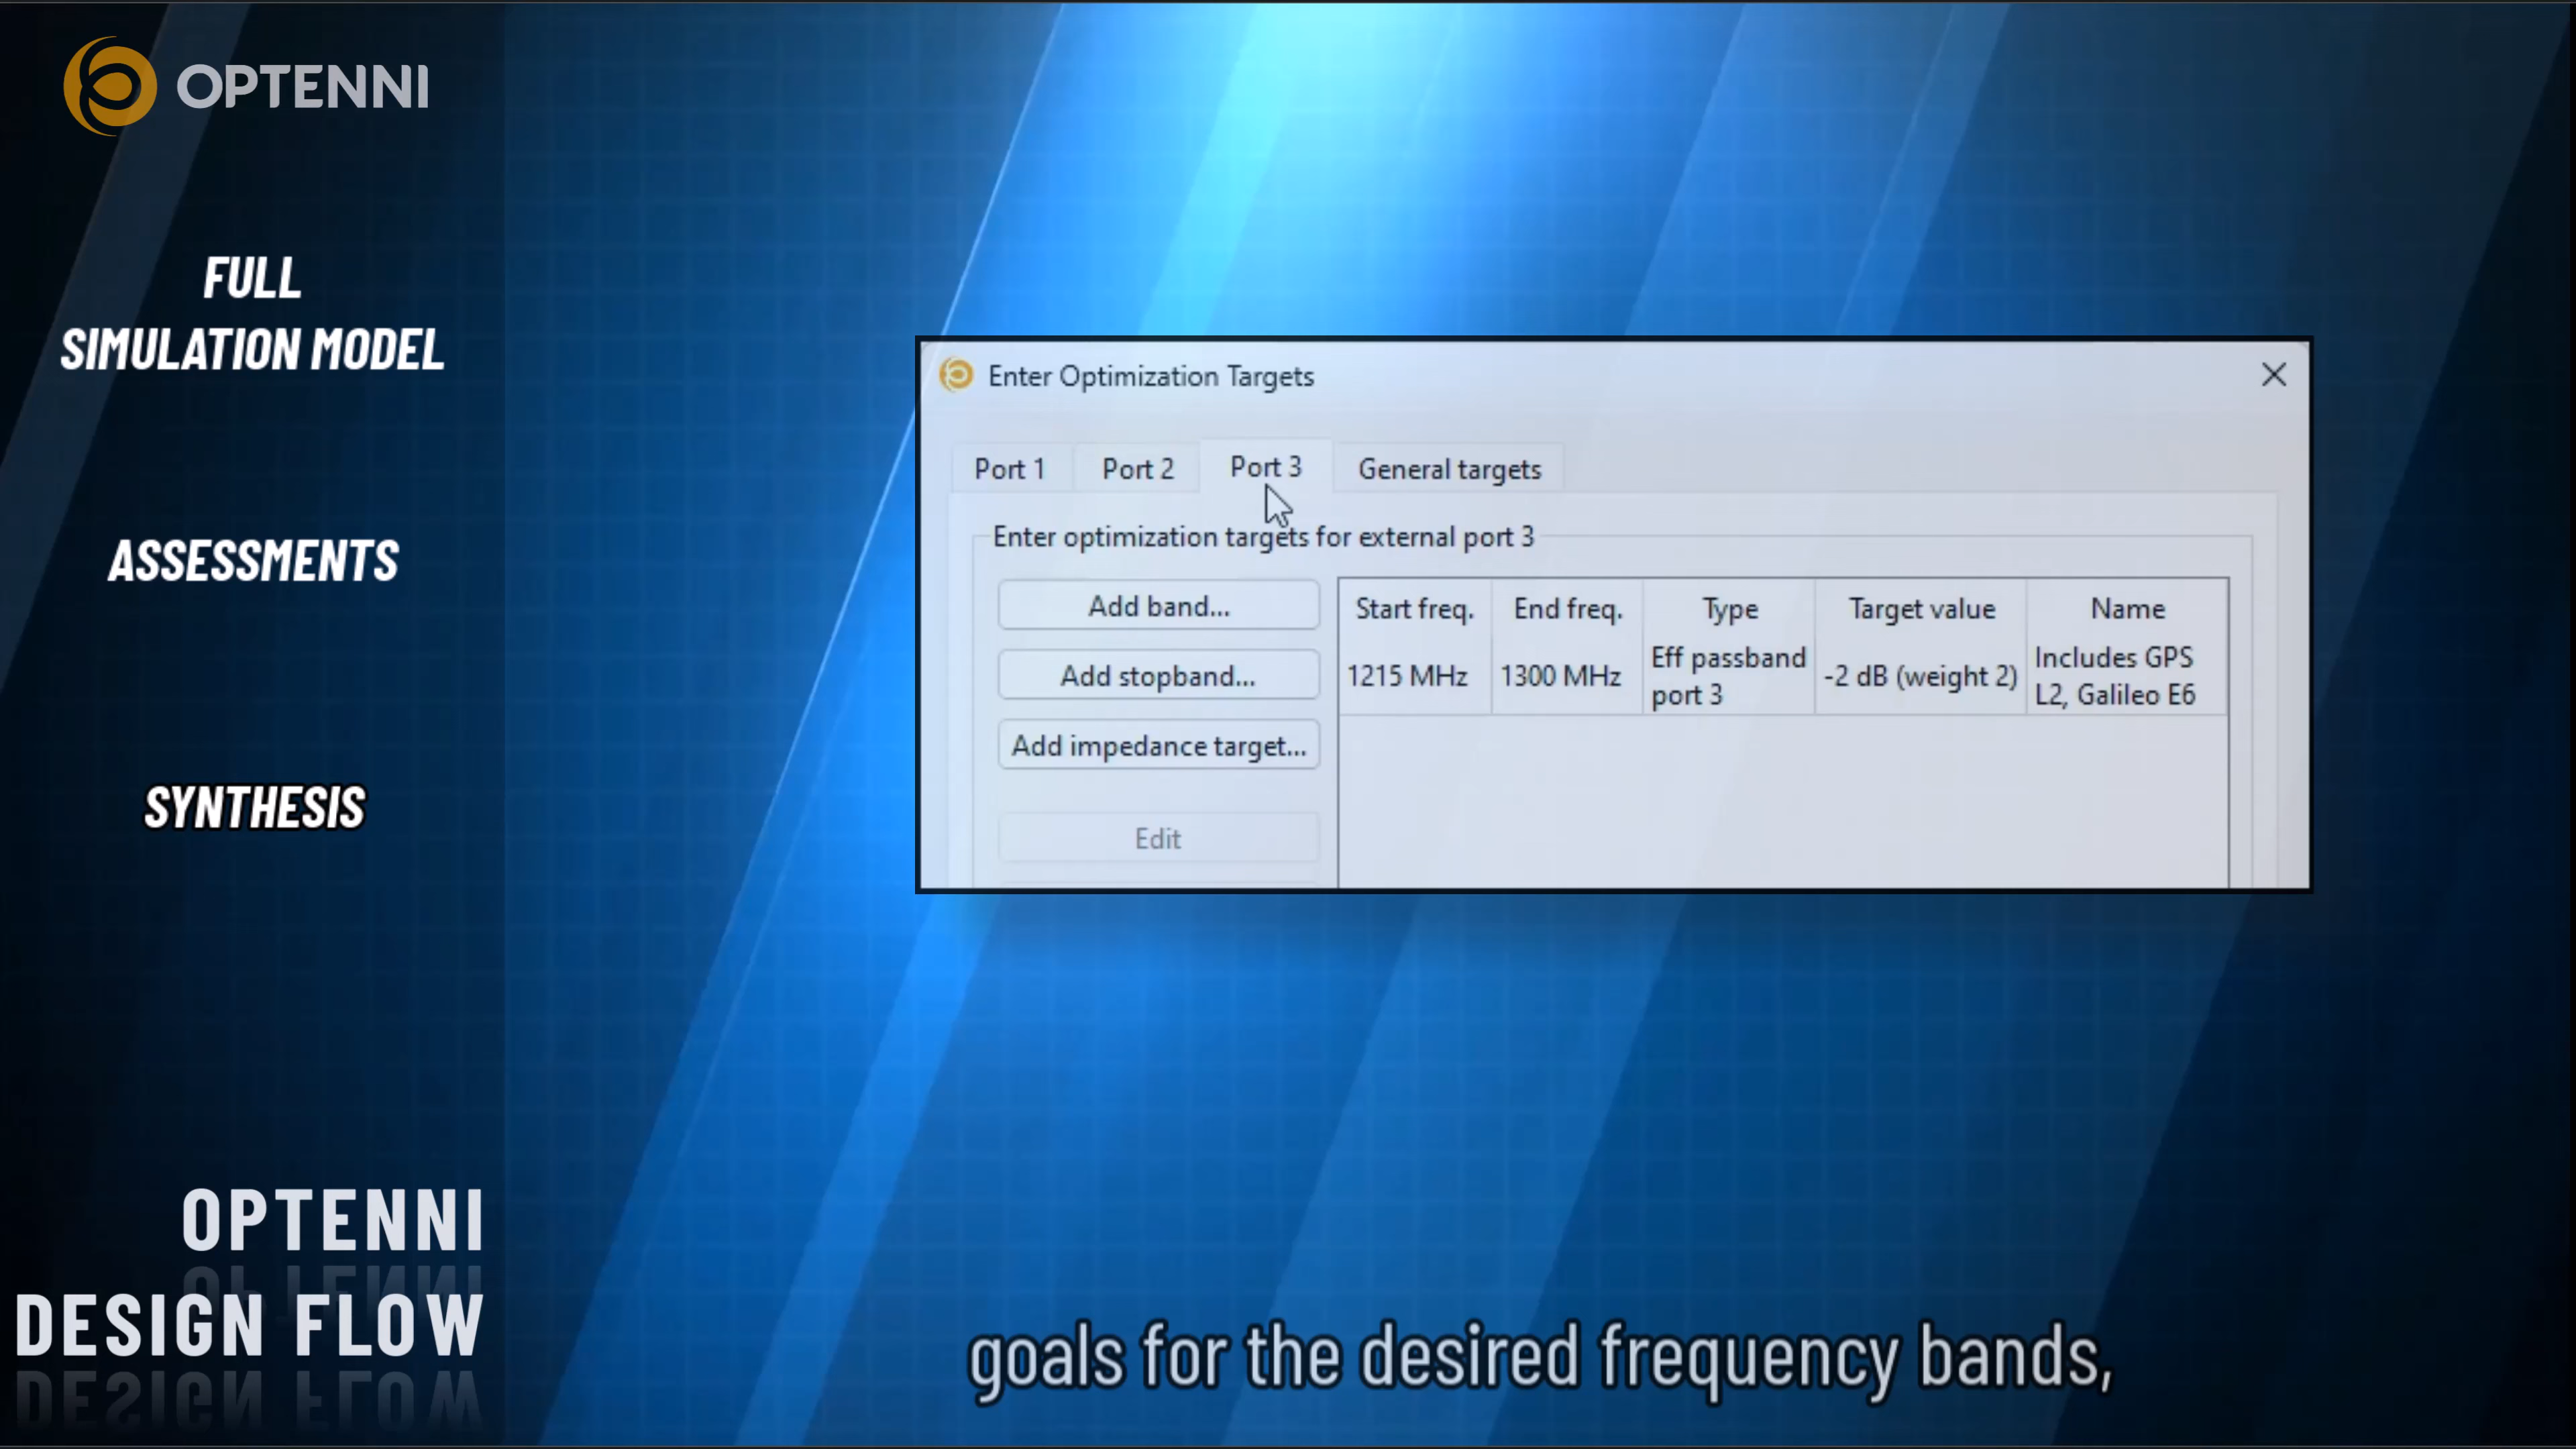 OPTENNI
FULL
SIMULATION MODEL
ASSESSMENTS
SYNTHESIS
OPTENNI
DESIGN FLOW
Enter Optimization Targets
Port 1 Port 2 Port 3 General targets
Enter optimization targets for external port 3
Add band...
Add stopband...
Add impedance target...
Edit
Start freq. End freq. Type Target value Name
1215 MHz 1300 MHz Eff passband port 3 -2 dB (weight 2) Includes GPS L2, Galileo E6
goals for the desired frequency bands,